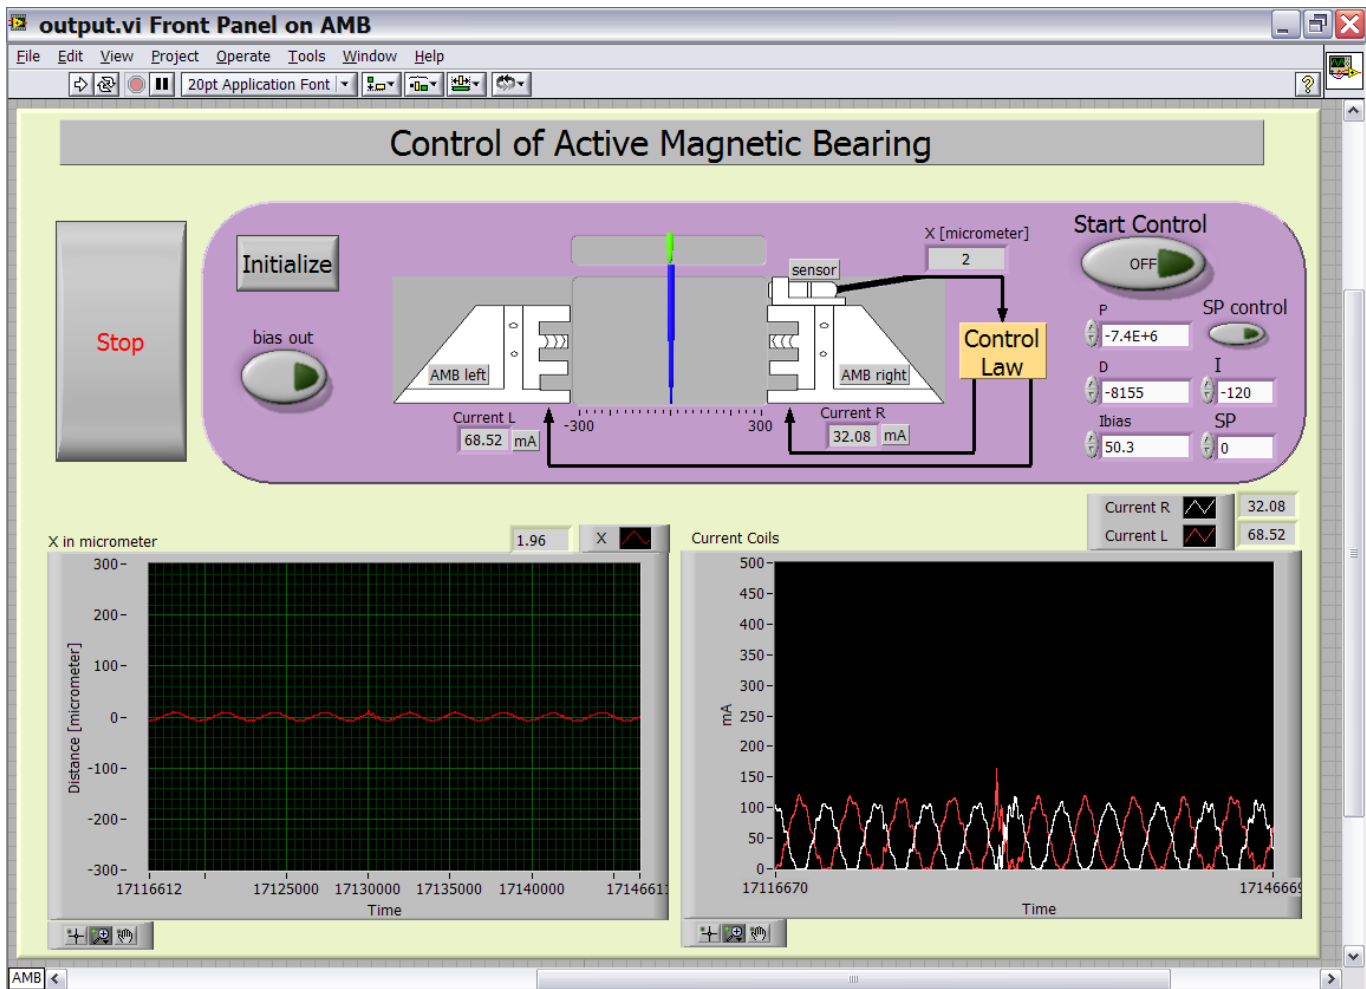 output.vi Front Panel on AMB
File Edit View Project Operate Tools Window Help
20pt Application Font
?
Control of Active Magnetic Bearing
Stop
Initialize
bias out
sensor
X [micrometer]
2
Start Control
OFF
P
-7.4E+6
SP control
D
-8155
I
-120
Ibias
50.3
SP
0
Control
Law
AMB left
AMB right
Current L
68.52 mA
-300 300
Current R
32.08 mA
X in micrometer
1.96
X
300
200
100
0
-100
-200
-300
Distance [micrometer]
17116612 17125000 17130000 17135000 17140000 1714661
Time
Current Coils
Current R 32.08
Current L 68.52
500
450
400
350
300
250
200
150
100
50
0
mA
17116670 17146669
Time
AMB